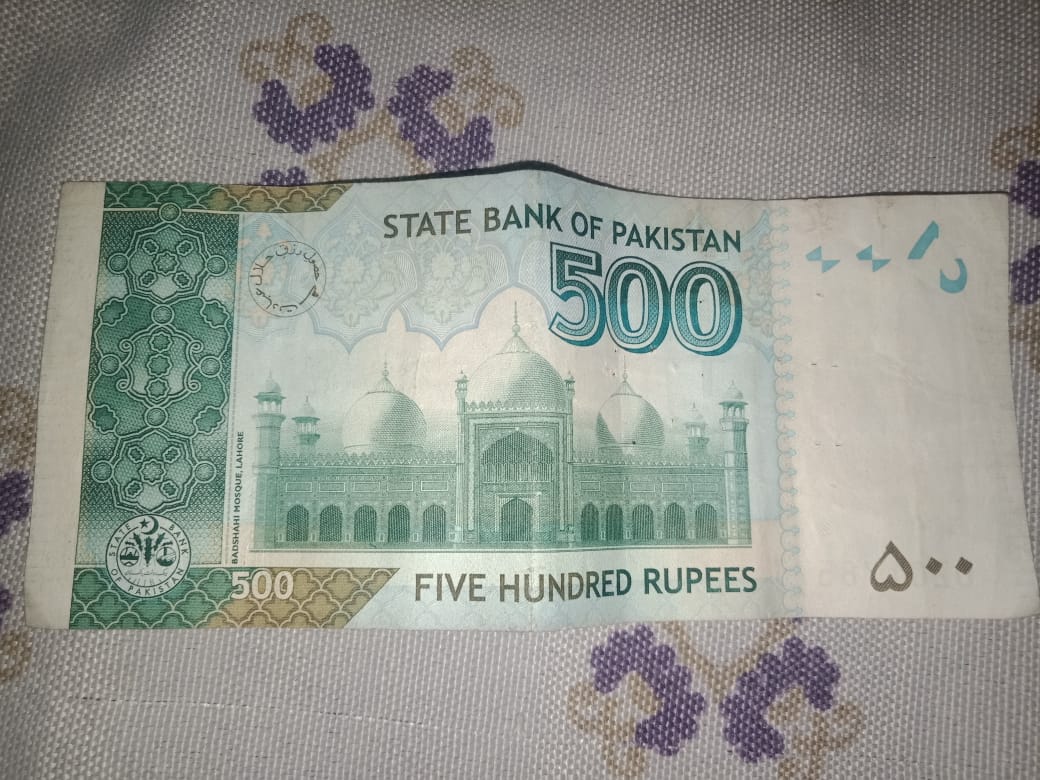 STATE BANK OF PAKISTAN
500
حصول رزق حلال عبادت ہے
BADSHAHI MOSQUE, LAHORE
STATE BANK OF PAKISTAN
500
FIVE HUNDRED RUPEES
۵۰۰